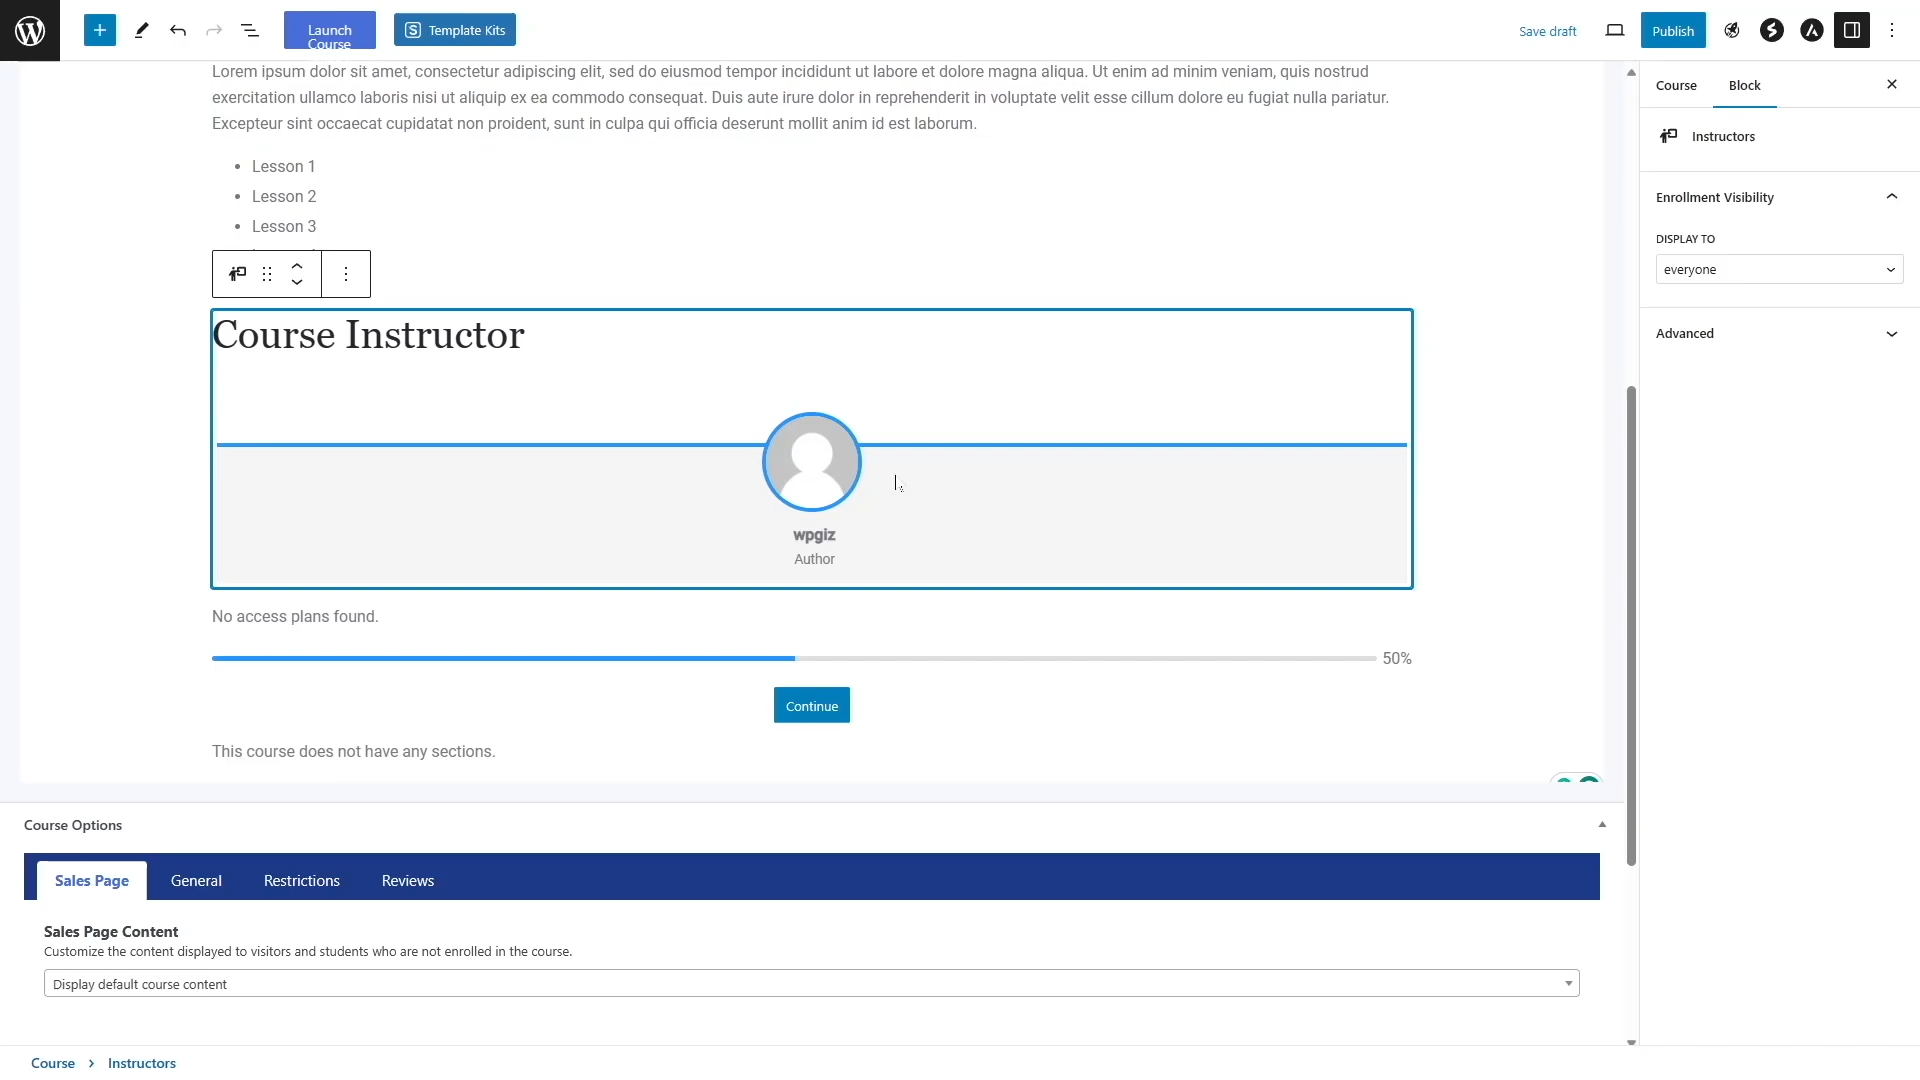 Launch
Course
Template Kits
Save draft
Publish
Lorem ipsum dolor sit amet, consectetur adipiscing elit, sed do eiusmod tempor incididunt ut labore et dolore magna aliqua. Ut enim ad minim veniam, quis nostrud
exercitation ullamco laboris nisi ut aliquip ex ea commodo consequat. Duis aute irure dolor in reprehenderit in voluptate velit esse cillum dolore eu fugiat nulla pariatur.
Excepteur sint occaecat cupidatat non proident, sunt in culpa qui officia deserunt mollit anim id est laborum.
• Lesson 1
• Lesson 2
• Lesson 3
Course Instructor
wpgiz
Author
No access plans found.
50%
Continue
This course does not have any sections.
Course Block
Instructors
Enrollment Visibility
DISPLAY TO
everyone
Advanced
Course Options
Sales Page General Restrictions Reviews
Sales Page Content
Customize the content displayed to visitors and students who are not enrolled in the course.
Display default course content
Course › Instructors